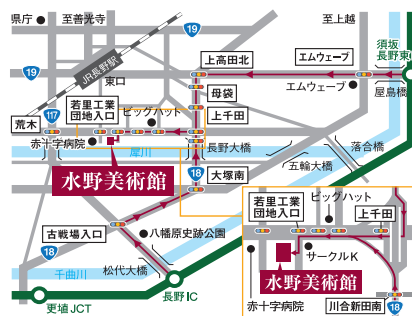 県庁
至善光寺
19
至上越
上高田北
エムウェーブ
須坂
長野東
19
JR長野駅
東口
母袋
エムウェーブ
屋島橋
若里工業
団地入口
ビッグハット
上千田
117
荒木
赤十字病院
長野大橋
落合橋
犀川
五輪大橋
水野美術館
18
大塚南
若里工業
団地入口
ビッグハット
上千田
古戦場入口
八幡原史跡公園
18
サークルK
千曲川
松代大橋
水野美術館
長野IC
赤十字病院
川合新田南
更埴JCT
18